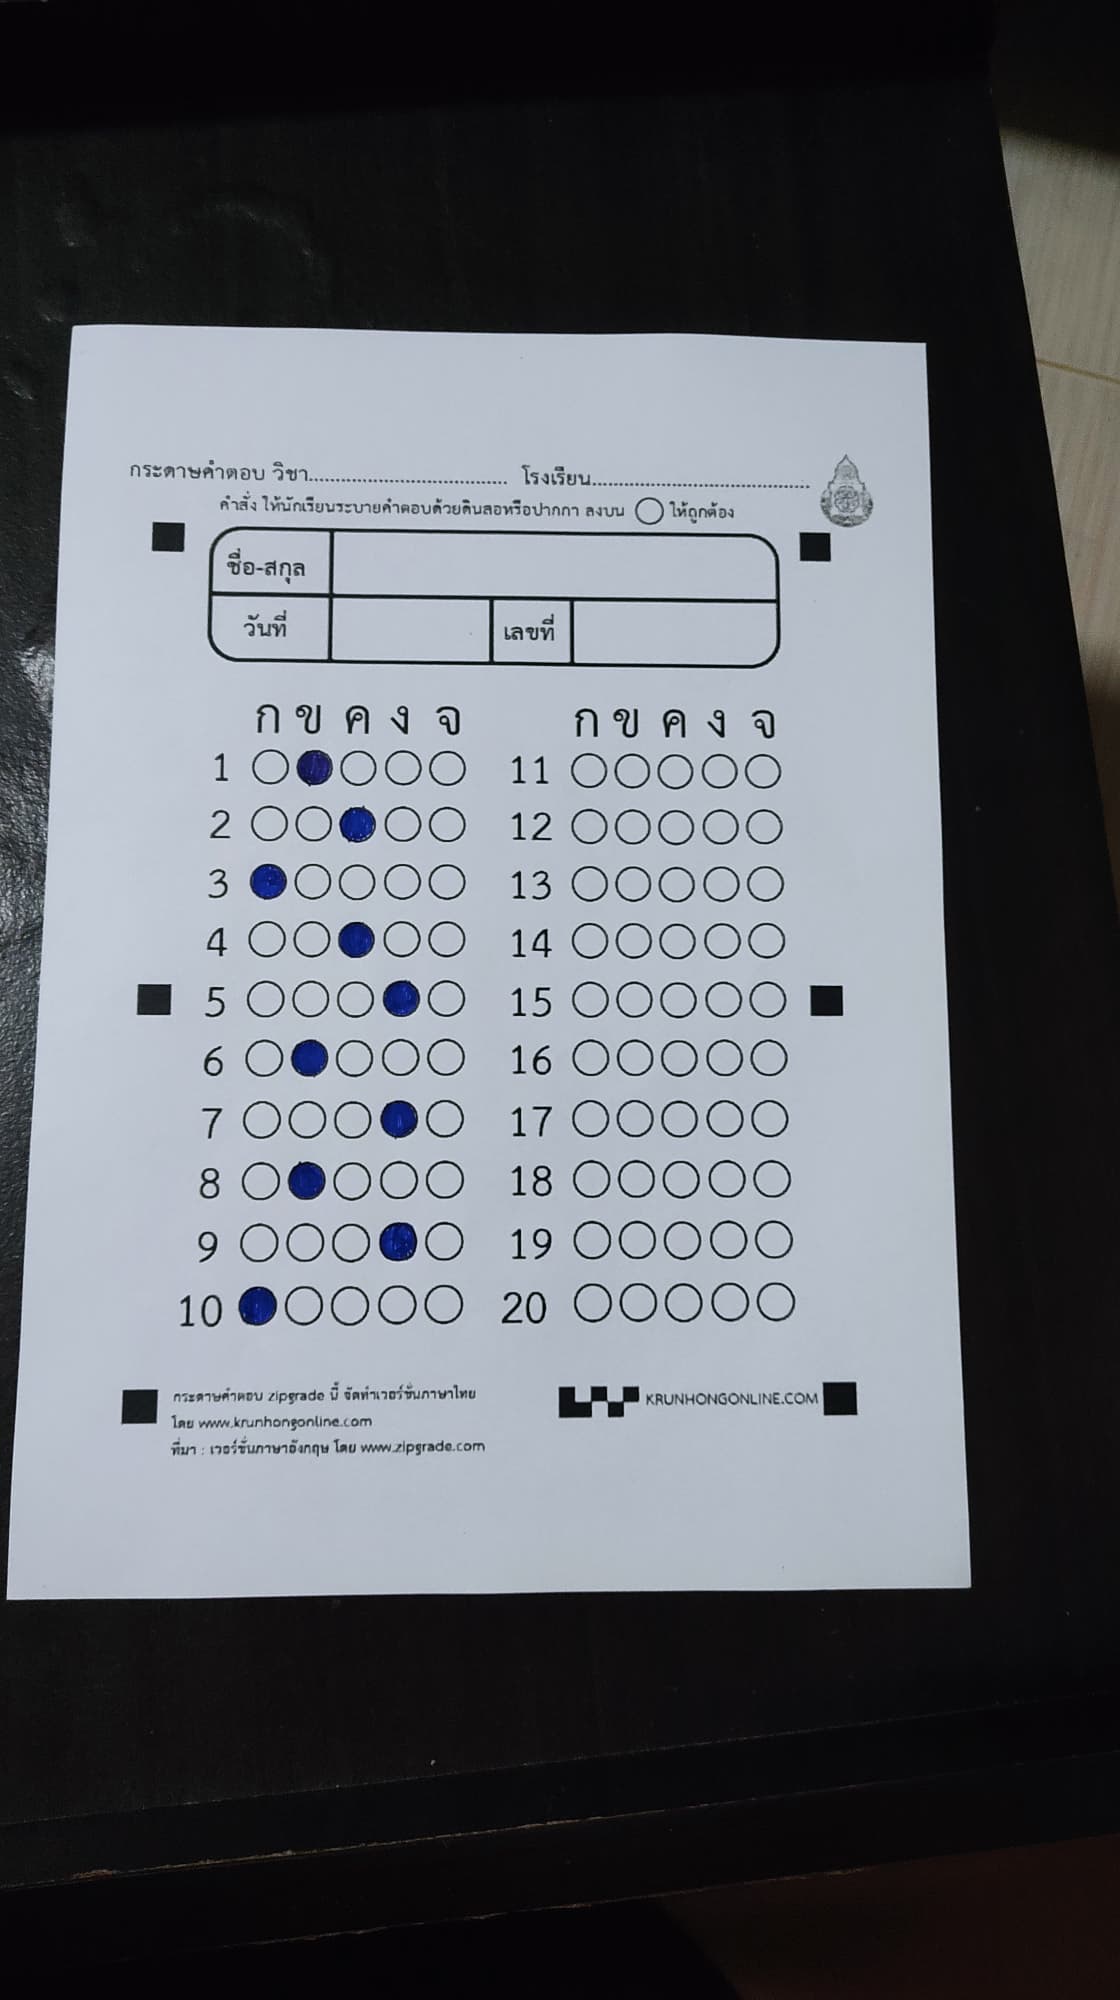 กระดาษคำตอบ วิชา..................................... โรงเรียน........................................
คำสั่ง ให้นักเรียนระบายคำตอบด้วยดินสอหรือปากกา ลงบน ◯ ให้ถูกต้อง
ชื่อ-สกุล
วันที่ เลขที่
ก ข ค ง จ ก ข ค ง จ
1 11
2 12
3 13
4 14
5 15
6 16
7 17
8 18
9 19
10 20
กระดาษคำตอบ zipgrade นี้ จัดทำเวอร์ชั่นภาษาไทย KRUNHONGONLINE.COM
โดย www.krunhongonline.com
ที่มา : เวอร์ชั่นภาษาอังกฤษ โดย www.zipgrade.com